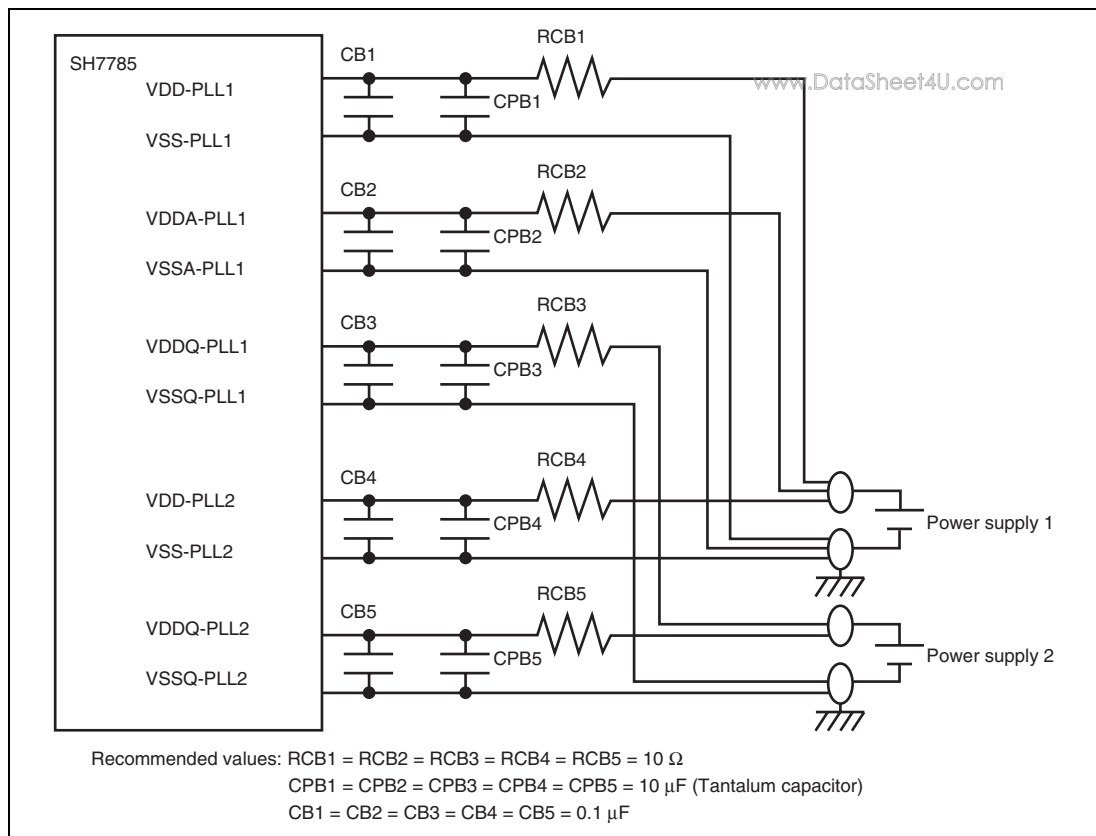 SH7785
VDD-PLL1
VSS-PLL1
VDDA-PLL1
VSSA-PLL1
VDDQ-PLL1
VSSQ-PLL1
VDD-PLL2
VSS-PLL2
VDDQ-PLL2
VSSQ-PLL2
CB1
RCB1
CPB1
www.DataSheet4U.com
CB2
RCB2
CPB2
CB3
RCB3
CPB3
CB4
RCB4
CPB4
CB5
RCB5
CPB5
Power supply 1
Power supply 2
Recommended values: RCB1 = RCB2 = RCB3 = RCB4 = RCB5 = 10 Ω
CPB1 = CPB2 = CPB3 = CPB4 = CPB5 = 10 μF (Tantalum capacitor)
CB1 = CB2 = CB3 = CB4 = CB5 = 0.1 μF